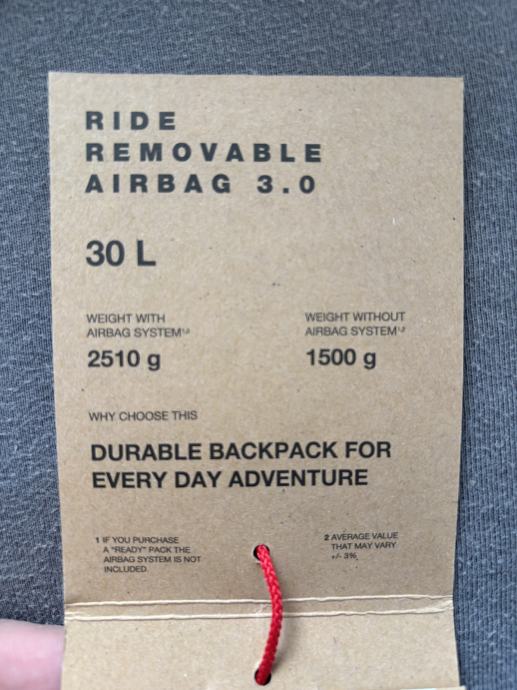 RIDE
REMOVABLE
AIRBAG 3.0
30 L
WEIGHT WITH
AIRBAG SYSTEM¹,²
2510 g
WEIGHT WITHOUT
AIRBAG SYSTEM¹,²
1500 g
WHY CHOOSE THIS
DURABLE BACKPACK FOR
EVERY DAY ADVENTURE
1 IF YOU PURCHASE
A "READY" PACK THE
AIRBAG SYSTEM IS NOT
INCLUDED.
2 AVERAGE VALUE
THAT MAY VARY
+/- 3%